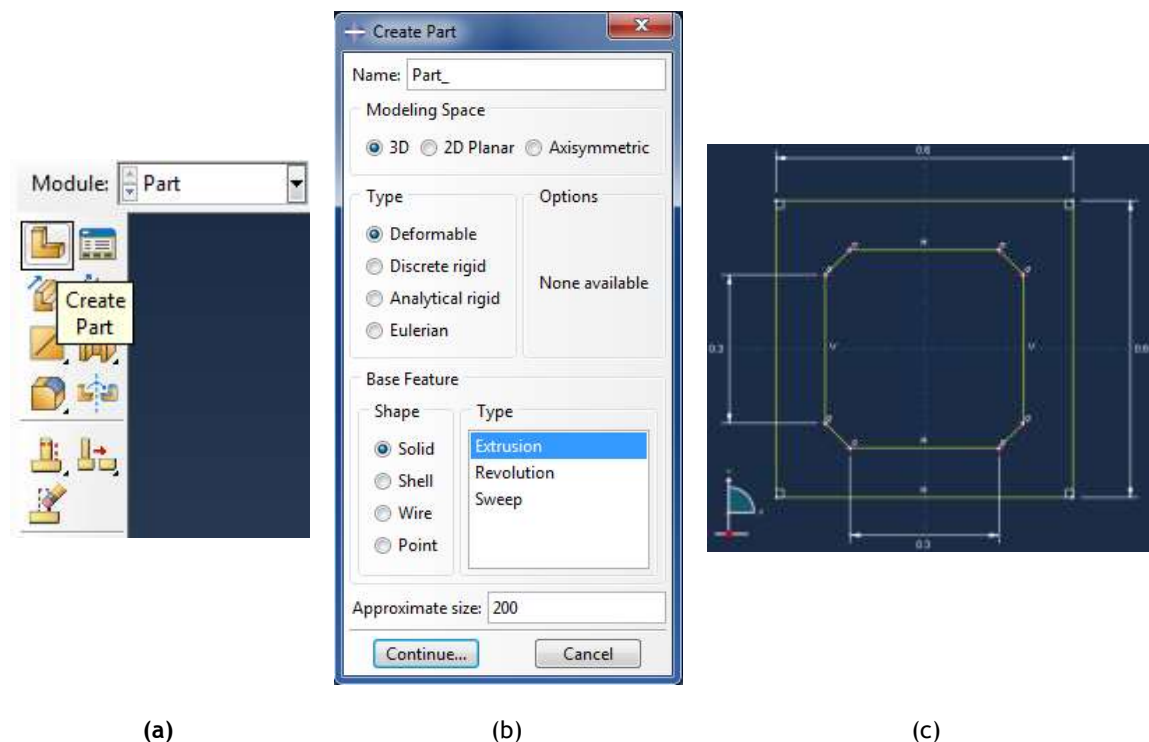 Module: Part
Create
Part
(a)
Create Part
Name: Part_
Modeling Space
3D 2D Planar Axisymmetric
Type
Deformable
Discrete rigid
Analytical rigid
Eulerian
Options
None available
Base Feature
Shape
Solid
Shell
Wire
Point
Type
Extrusion
Revolution
Sweep
Approximate size: 200
Continue... Cancel
(b)
0.6
0.3
0.6
0.3
(c)